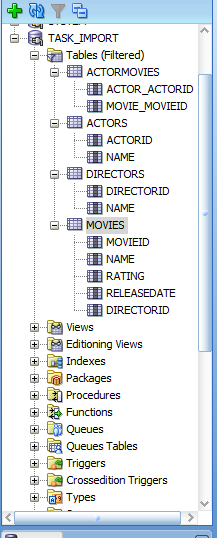 TASK_IMPORT
Tables (Filtered)
ACTORMOVIES
ACTOR_ACTORID
MOVIE_MOVIEID
ACTORS
ACTORID
NAME
DIRECTORS
DIRECTORID
NAME
MOVIES
MOVIEID
NAME
RATING
RELEASEDATE
DIRECTORID
Views
Editioning Views
Indexes
Packages
Procedures
Functions
Queues
Queues Tables
Triggers
Crossedition Triggers
Types